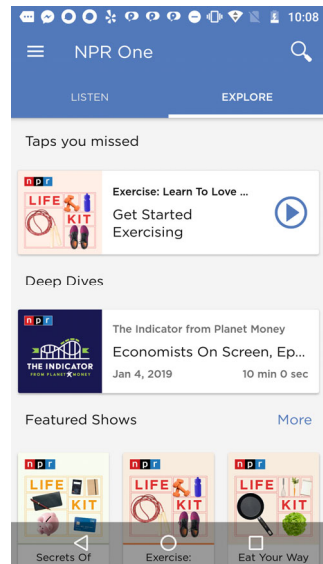 10:08
NPR One
LISTEN
EXPLORE
Taps you missed
npr
LIFE
KIT
Exercise: Learn To Love ...
Get Started
Exercising
Deep Dives
npr
THE INDICATOR
FROM PLANET MONEY
The Indicator from Planet Money
Economists On Screen, Ep...
Jan 4, 2019
10 min 0 sec
Featured Shows
More
npr
LIFE
KIT
Secrets Of
npr
LIFE
KIT
Exercise:
npr
LIFE
KIT
Eat Your Way